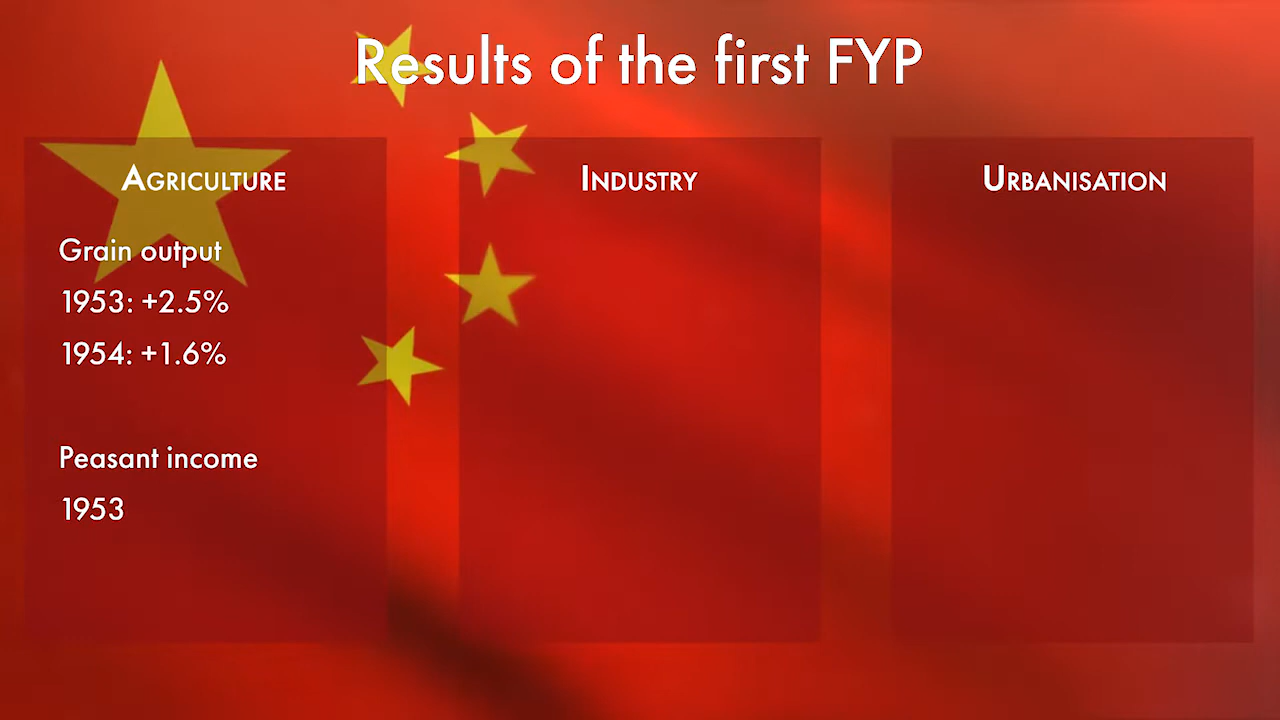 Results of the first FYP
Agriculture
Grain output
1953: +2.5%
1954: +1.6%
Peasant income
1953
Industry
Urbanisation